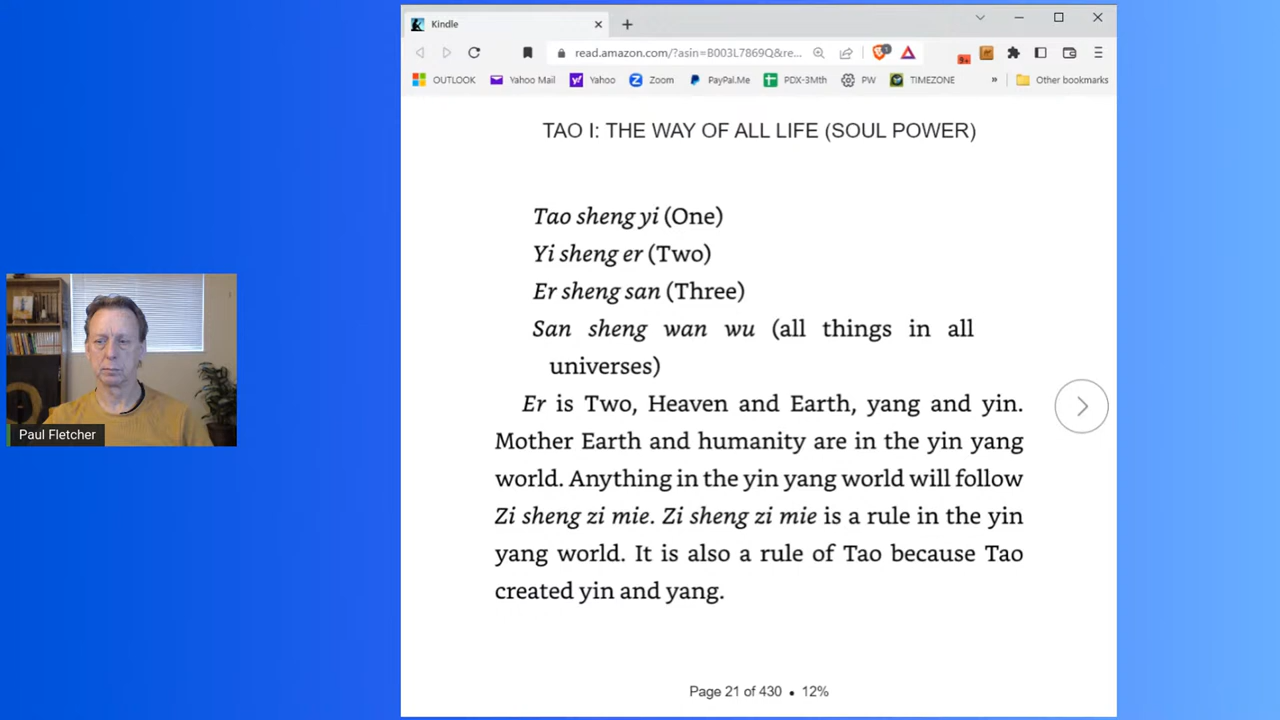 Kindle
read.amazon.com/?asin=B003L7869Q&re...
OUTLOOK Yahoo Mail Yahoo Zoom PayPal.Me PDX-3Mth PW TIMEZONE » Other bookmarks
TAO I: THE WAY OF ALL LIFE (SOUL POWER)
Tao sheng yi (One)
Yi sheng er (Two)
Er sheng san (Three)
San sheng wan wu (all things in all
universes)
Er is Two, Heaven and Earth, yang and yin.
Mother Earth and humanity are in the yin yang
world. Anything in the yin yang world will follow
Zi sheng zi mie. Zi sheng zi mie is a rule in the yin
yang world. It is also a rule of Tao because Tao
created yin and yang.
Page 21 of 430 • 12%
Paul Fletcher